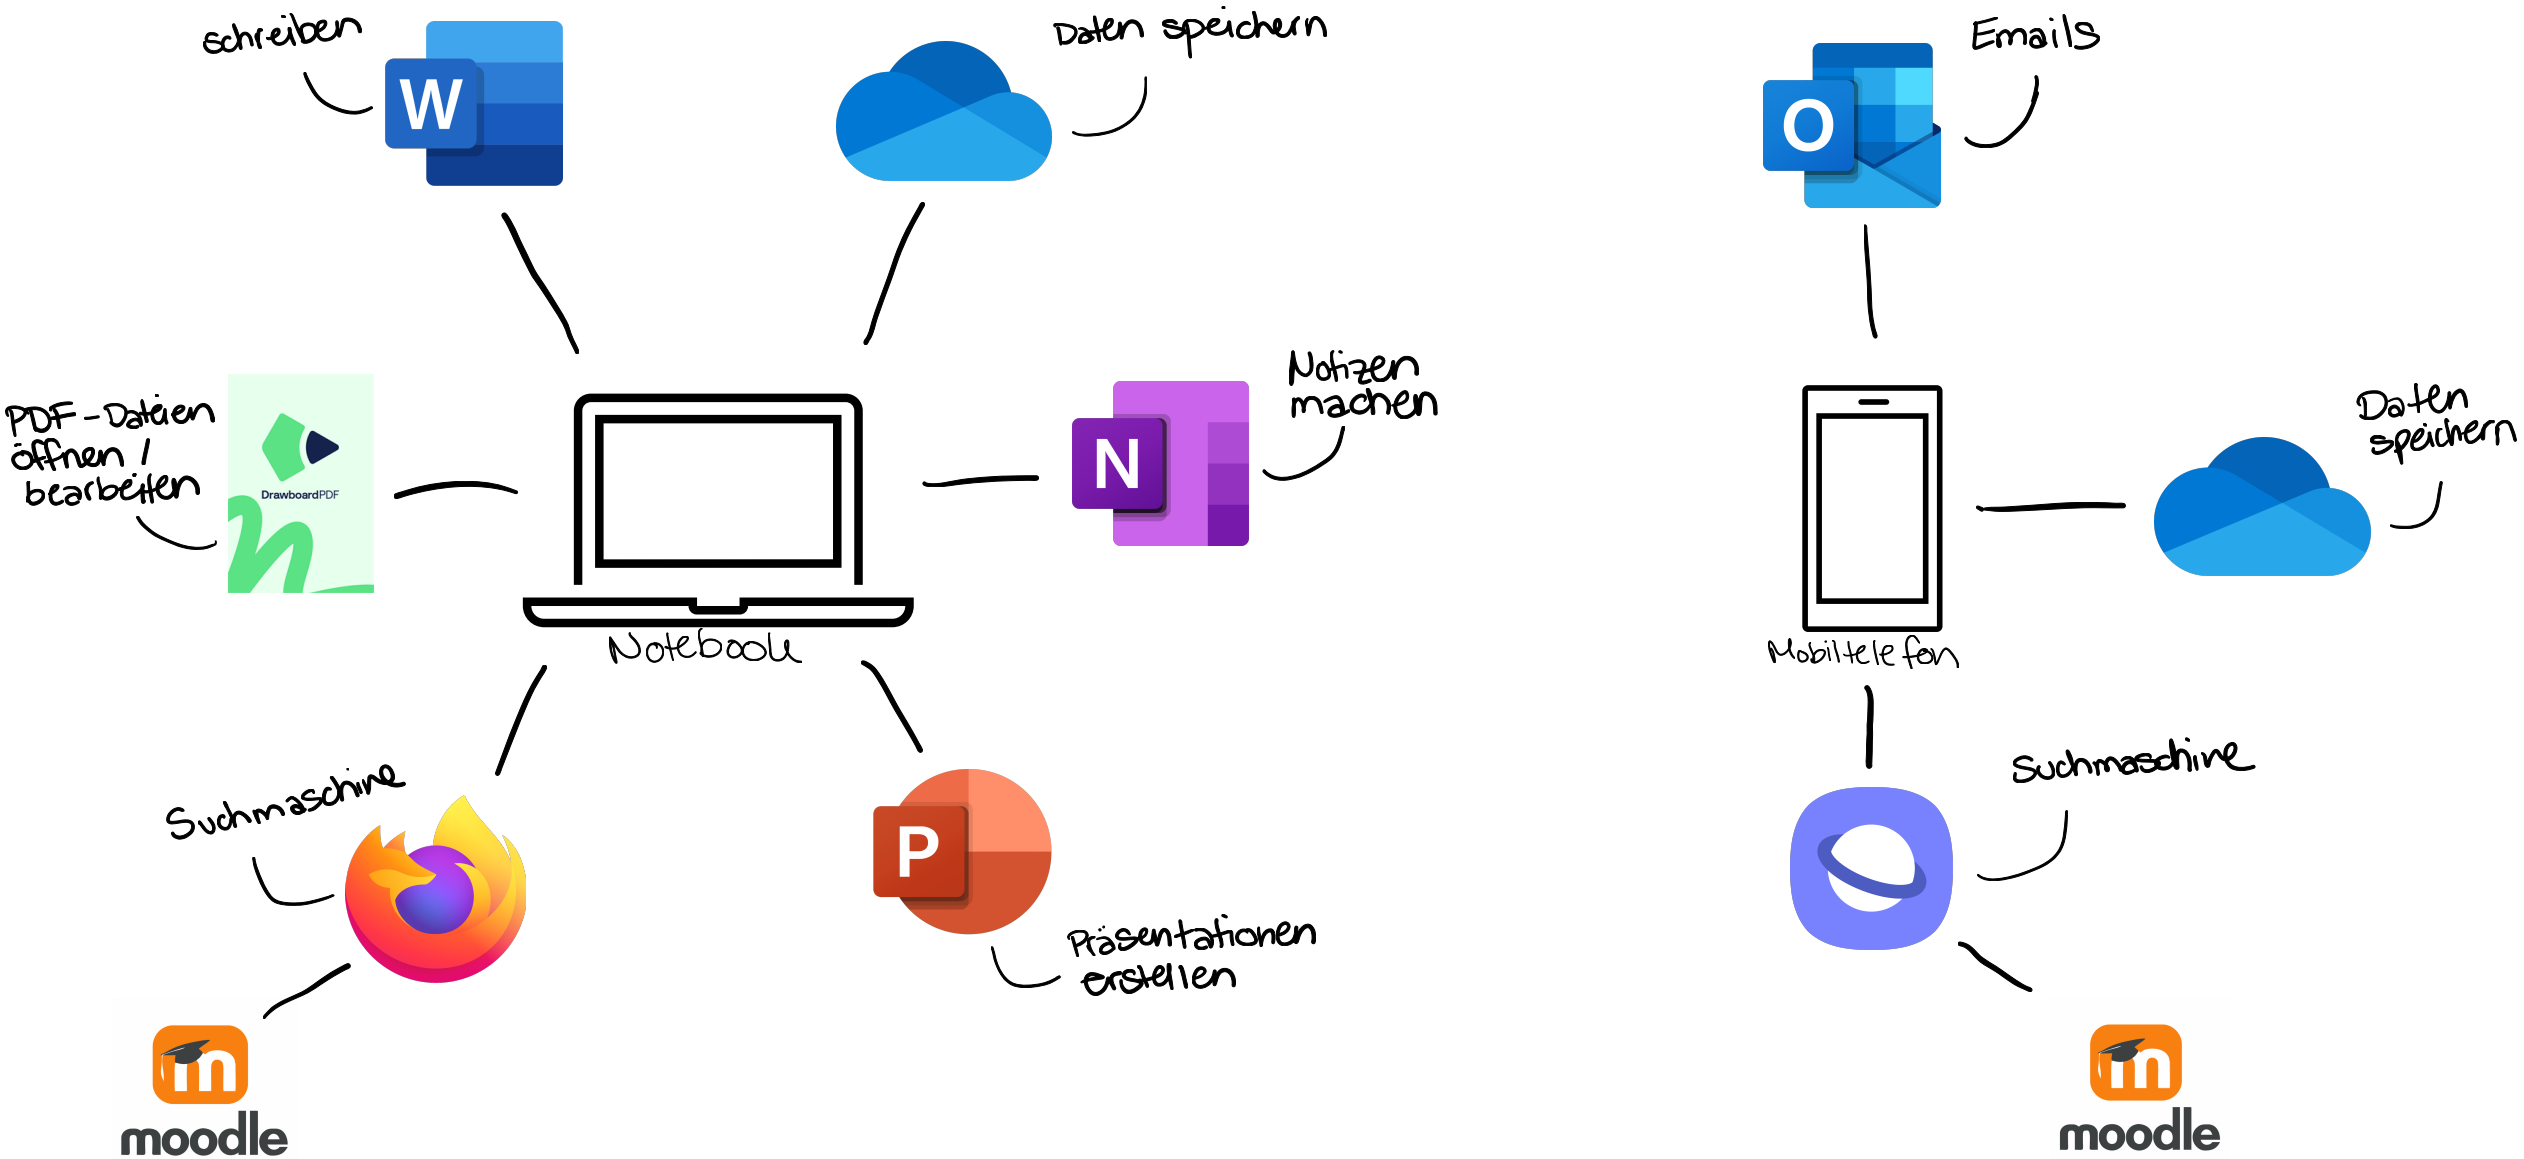 schreiben
W
Daten speichern
PDF-Dateien
öffnen /
bearbeiten
DrawboardPDF
N
Notizen
machen
Notebook
Suchmaschine
P
Präsentationen
erstellen
m
moodle
Emails
O
Daten
speichern
Mobiltelefon
Suchmaschine
m
moodle